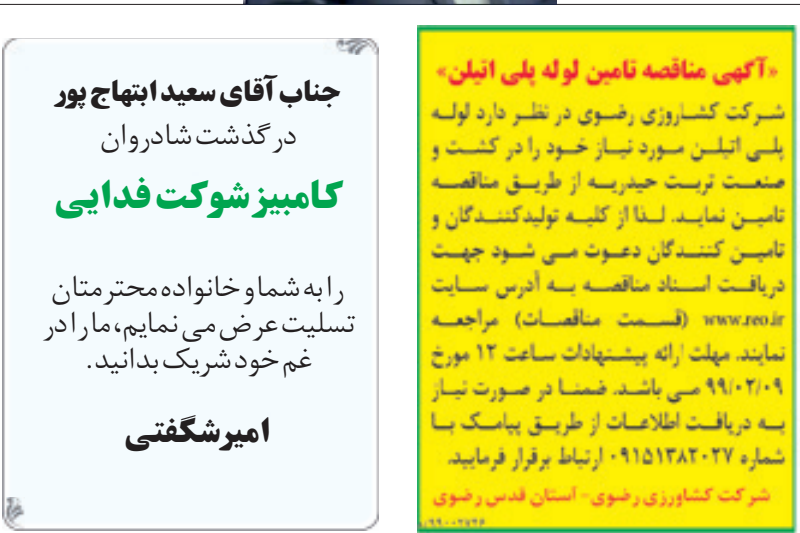 «آگهی مناقصه تامین لوله پلی اتیلن»
شرکت کشاورزی رضوی در نظر دارد لوله
پلی اتیلن مورد نیاز خود را در کشت و
صنعت تربت حیدریه از طریق مناقصه
تامین نماید. لذا از کلیه تولیدکنندگان و
تامین کنندگان دعوت می شود جهت
دریافت اسناد مناقصه به آدرس سایت
www.reo.ir (قسمت مناقصات) مراجعه
نمایند. مهلت ارائه پیشنهادات ساعت ۱۲ مورخ
۹۹/۰۲/۰۹ می باشد. ضمنا در صورت نیاز
به دریافت اطلاعات از طریق پیامک با
شماره ۰۹۱۵۱۳۸۲۰۲۷ ارتباط برقرار فرمایید.
شرکت کشاورزی رضوی- آستان قدس رضوی
جناب آقای سعید ابتهاج پور
درگذشت شادروان
کامبیز شوکت فدایی
را به شما و خانواده محترمتان
تسلیت عرض می نمایم، ما را در
غم خود شریک بدانید.
امیرشگفتی